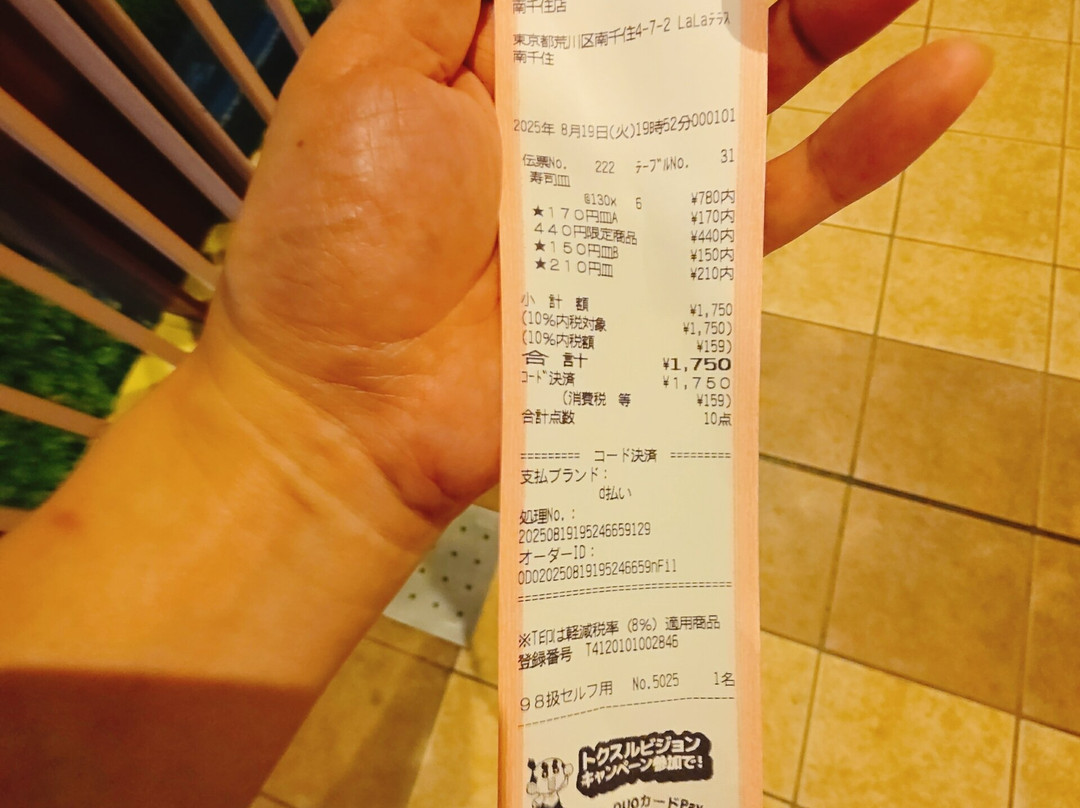 南千住店
東京都荒川区南千住4-7-2 LaLaテラス
南千住
2025年 8月19日(火)19時52分000101
伝票No. 222 テーブルNo. 31
寿司皿
@130× 6 ¥780内
★170円皿A ¥170内
440円限定商品 ¥440内
★150円皿B ¥150内
★210円皿 ¥210内
小 計 額 ¥1,750
(10%内税対象 ¥1,750)
(10%内税額 ¥159)
合 計 ¥1,750
コード決済 ¥1,750
(消費税 等 ¥159)
合計点数 10点
========= コード決済 =========
支払ブランド:
d払い
処理No.:
20250819195246659129
オーダーID:
0D020250819195246659nFil
※T印は軽減税率(8%)適用商品
登録番号 T4120101002846
98扱セルフ用 No.5025 1名
トクスルビジョン
キャンペーン参加で!
QUOカードPay